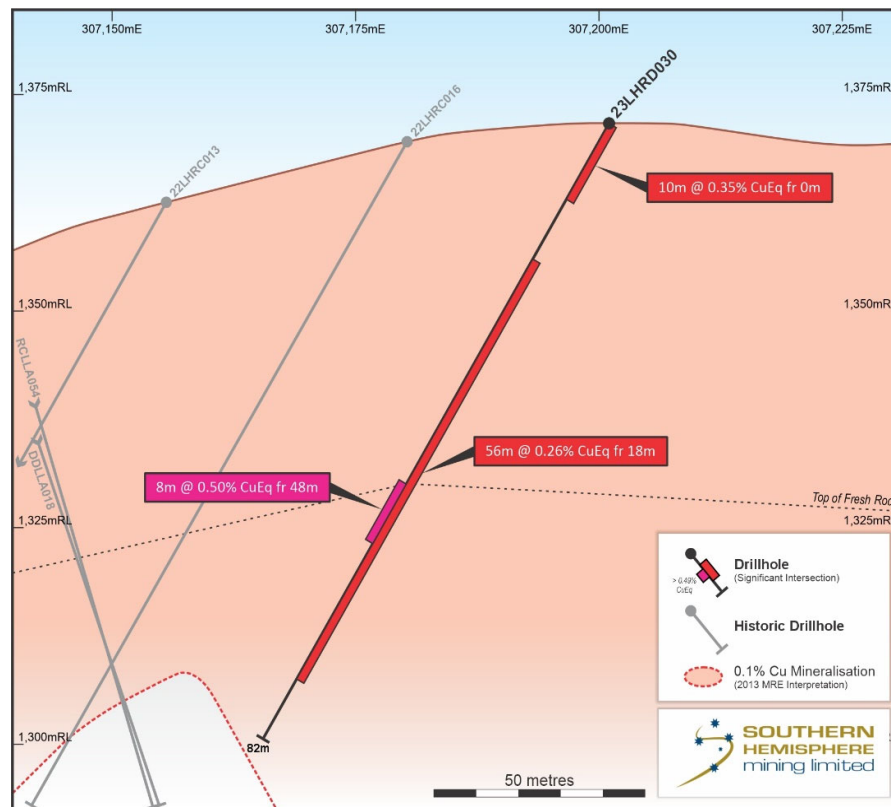 307,150mE
307,175mE
307,200mE
307,225mE
1,375mRL
1,375mRL
23LHRD030
22LHRC016
22LHRC013
10m @ 0.35% CuEq fr 0m
1,350mRL
1,350mRL
RCLLA054
DDLLA018
56m @ 0.26% CuEq fr 18m
8m @ 0.50% CuEq fr 48m
Top of Fresh Roc
1,325mRL
1,325mRL
Drillhole
(Significant Intersection)
> 0.49%
CuEq
Historic Drillhole
0.1% Cu Mineralisation
(2013 MRE Interpretation)
1,300mRL
82m
50 metres
SOUTHERN
HEMISPHERE
mining limited